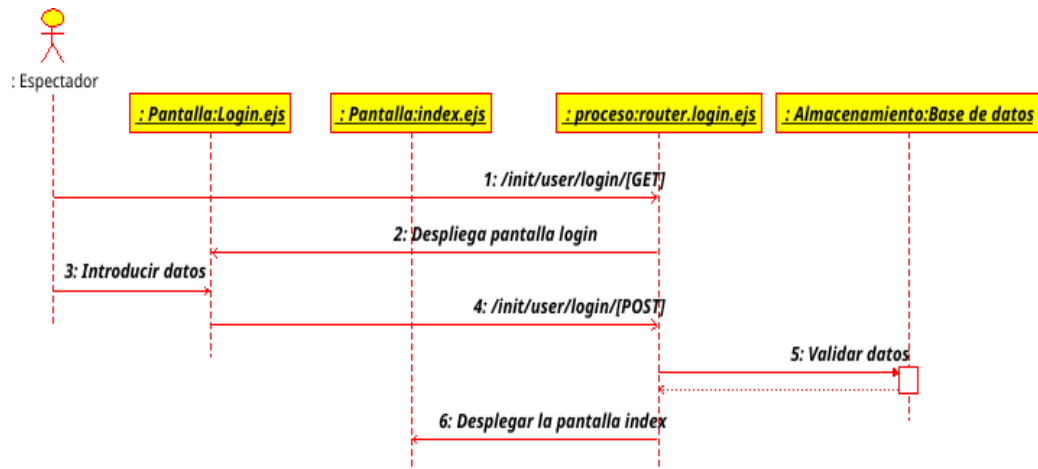 : Espectador
: Pantalla:Login.ejs
: Pantalla:index.ejs
: proceso:router.login.ejs
: Almacenamiento:Base de datos
1: /init/user/login/[GET]
2: Despliega pantalla login
3: Introducir datos
4: /init/user/login/[POST]
5: Validar datos
6: Desplegar la pantalla index